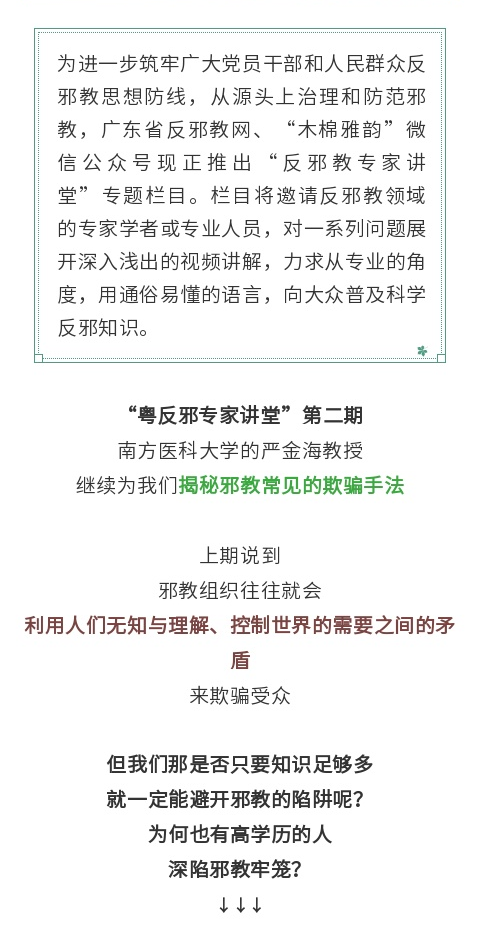 为进一步筑牢广大党员干部和人民群众反
邪教思想防线，从源头上治理和防范邪
教，广东省反邪教网、“木棉雅韵”微
信公众号现正推出“反邪教专家讲
堂”专题栏目。栏目将邀请反邪教领域
的专家学者或专业人员，对一系列问题展
开深入浅出的视频讲解，力求从专业的角
度，用通俗易懂的语言，向大众普及科学
反邪知识。
“粤反邪专家讲堂”第二期
南方医科大学的严金海教授
继续为我们揭秘邪教常见的欺骗手法
上期说到
邪教组织往往就会
利用人们无知与理解、控制世界的需要之间的矛
盾
来欺骗受众
但我们那是否只要知识足够多
就一定能避开邪教的陷阱呢？
为何也有高学历的人
深陷邪教牢笼？
↓↓↓